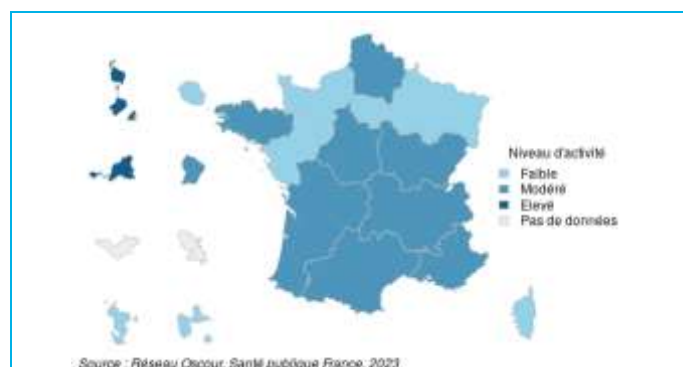 Niveau d'activité
Faible
Modéré
Elevé
Pas de données
Source : Réseau Oscour, Santé publique France, 2023